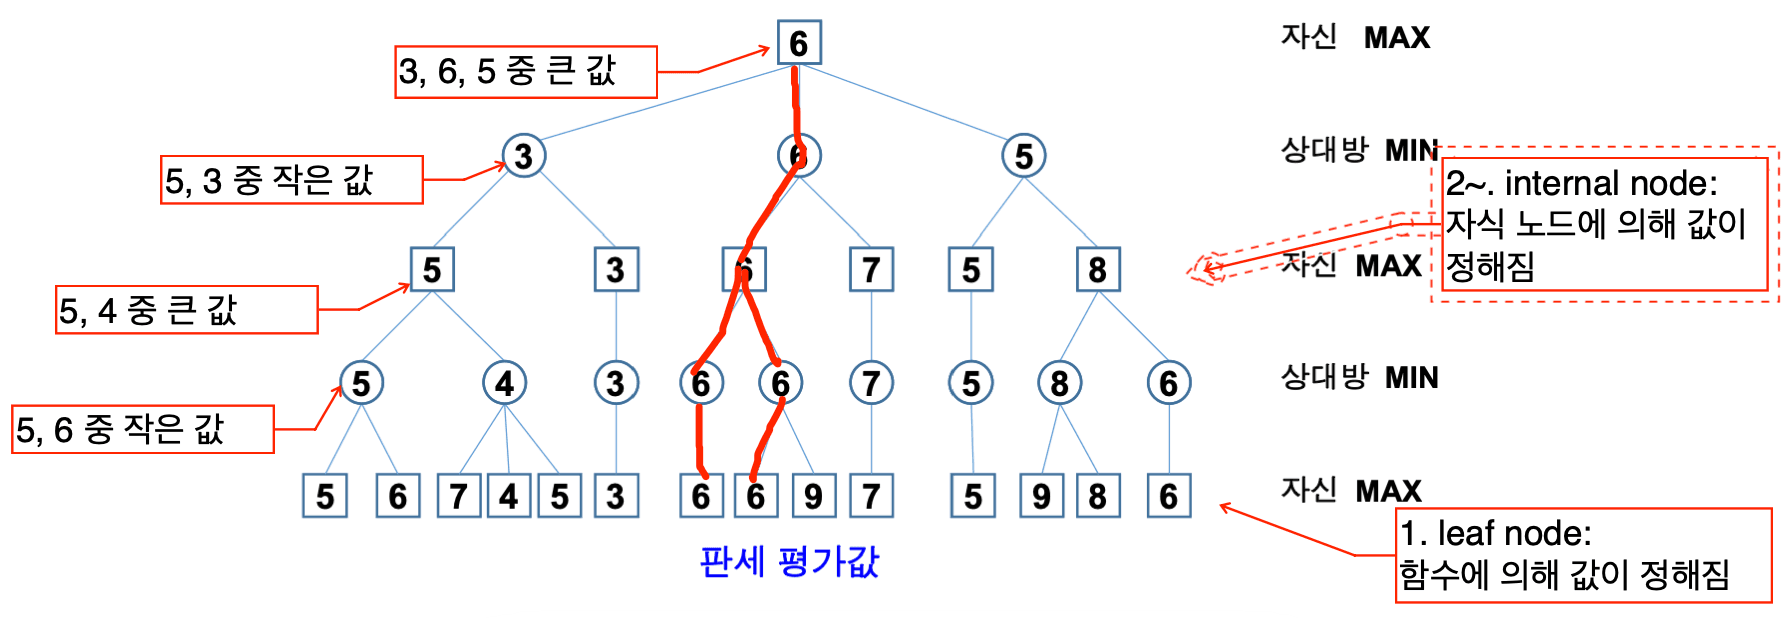 6
자신 MAX
3, 6, 5 중 큰 값
3 6 5
상대방 MIN
5, 3 중 작은 값
2~. internal node:
자식 노드에 의해 값이
정해짐
5 3 6 7 5 8
자신 MAX
5, 4 중 큰 값
5 4 3 6 6 7 5 8 6
상대방 MIN
5, 6 중 작은 값
5 6 7 4 5 3 6 6 9 7 5 9 8 6
자신 MAX
1. leaf node:
함수에 의해 값이 정해짐
판세 평가값